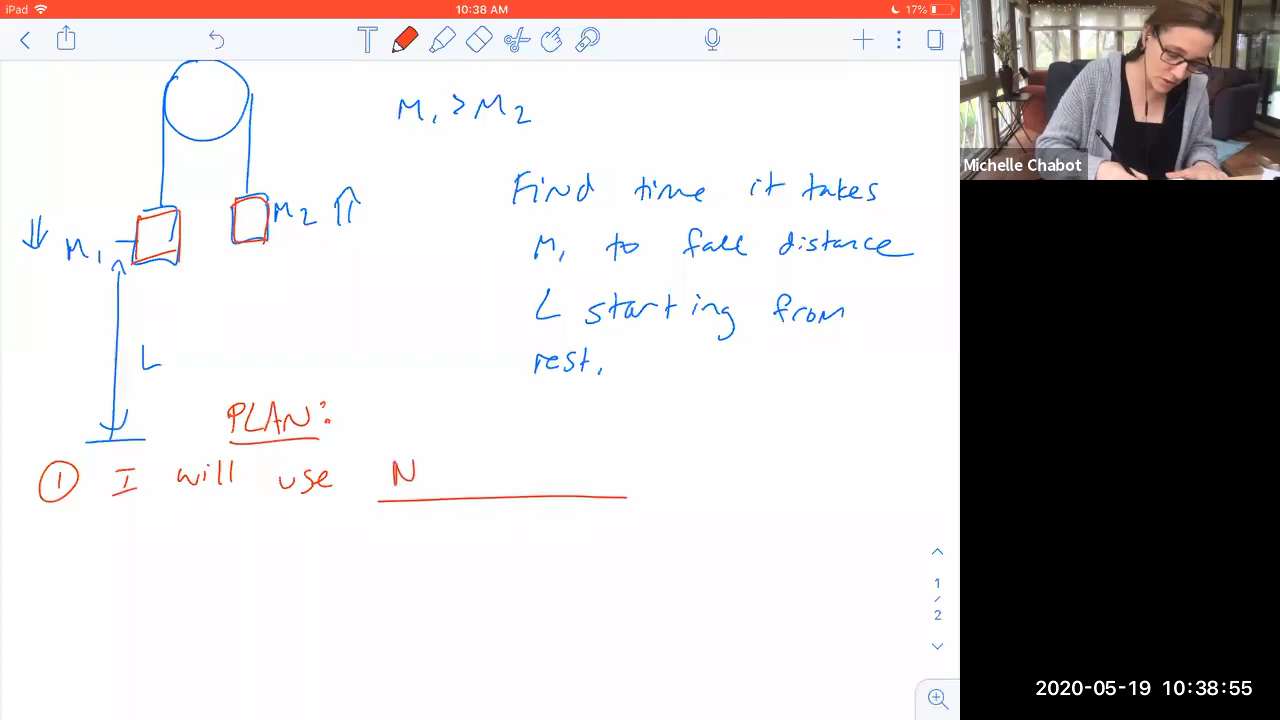 iPad
10:38 AM
17%
T
M₁ > M₂
Find time it takes
M₁ to fall distance
L starting from
rest.
M₂
M₁
L
PLAN:
① I will use N
1
/
2
Michelle Chabot
2020-05-19 10:38:55